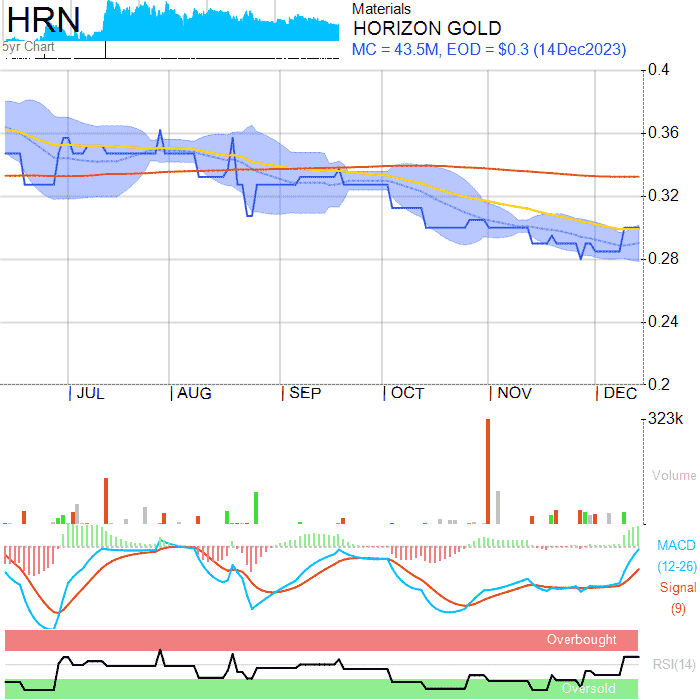 HRN
5yr Chart
Materials
HORIZON GOLD
MC = 43.5M, EOD = $0.3 (14Dec2023)
0.4
0.36
0.32
0.28
0.24
0.2
JUL AUG SEP OCT NOV DEC
323k
Volume
MACD
(12-26)
Signal
(9)
Overbought
RSI(14)
Oversold